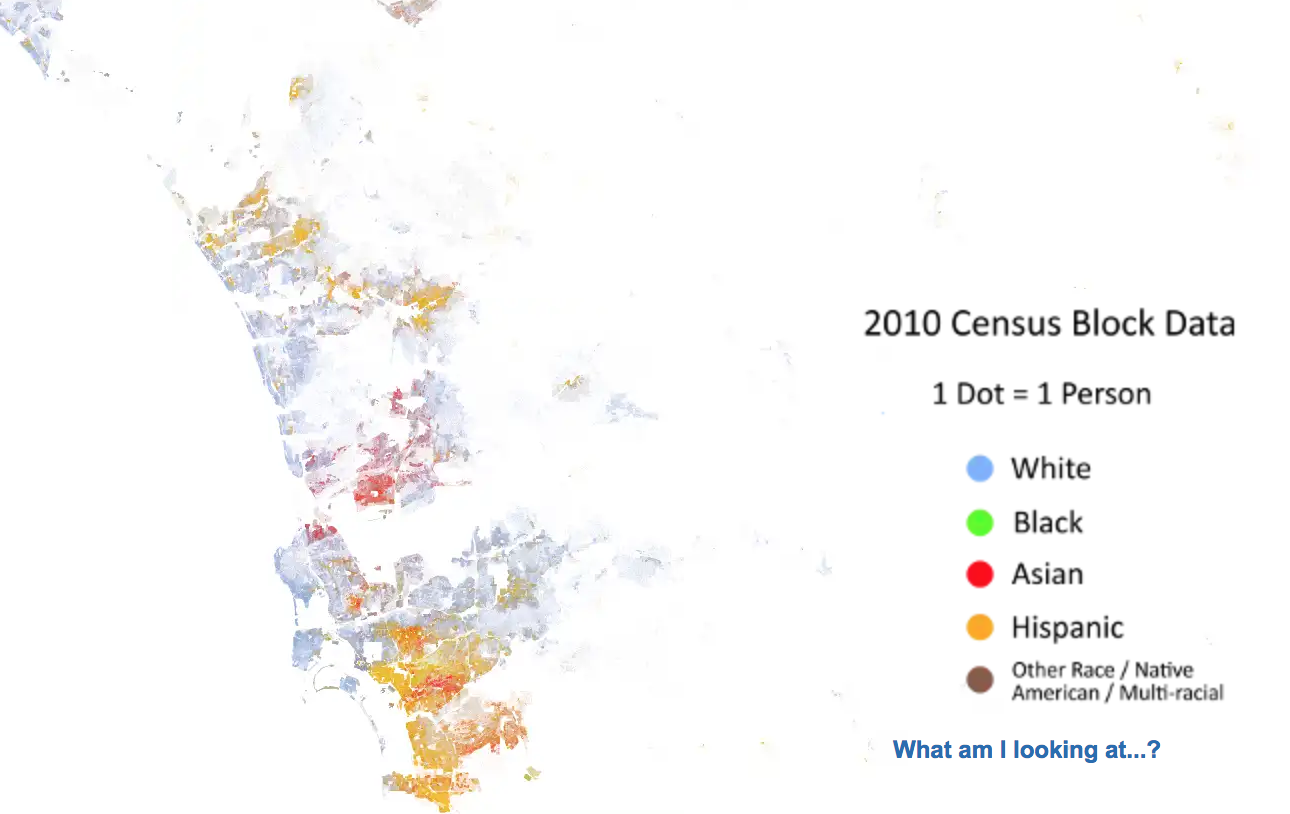 2010 Census Block Data
1 Dot = 1 Person
White
Black
Asian
Hispanic
Other Race / Native
American / Multi-racial
What am I looking at...?